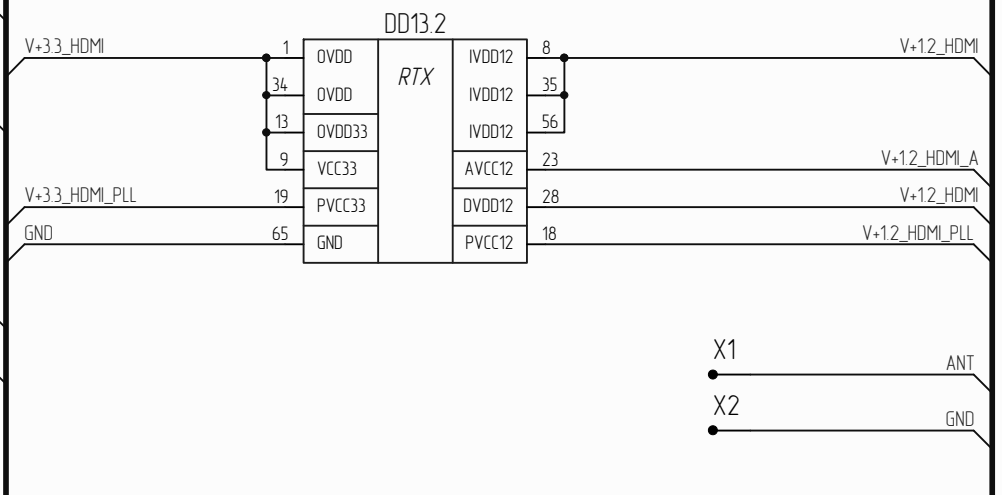 DD13.2
V+3.3_HDMI 1 OVDD RTX IVDD12 8 V+1.2_HDMI
34 OVDD IVDD12 35
13 OVDD33 IVDD12 56
9 VCC33 AVCC12 23 V+1.2_HDMI_A
V+3.3_HDMI_PLL 19 PVCC33 DVDD12 28 V+1.2_HDMI
GND 65 GND PVCC12 18 V+1.2_HDMI_PLL
X1 ANT
X2 GND